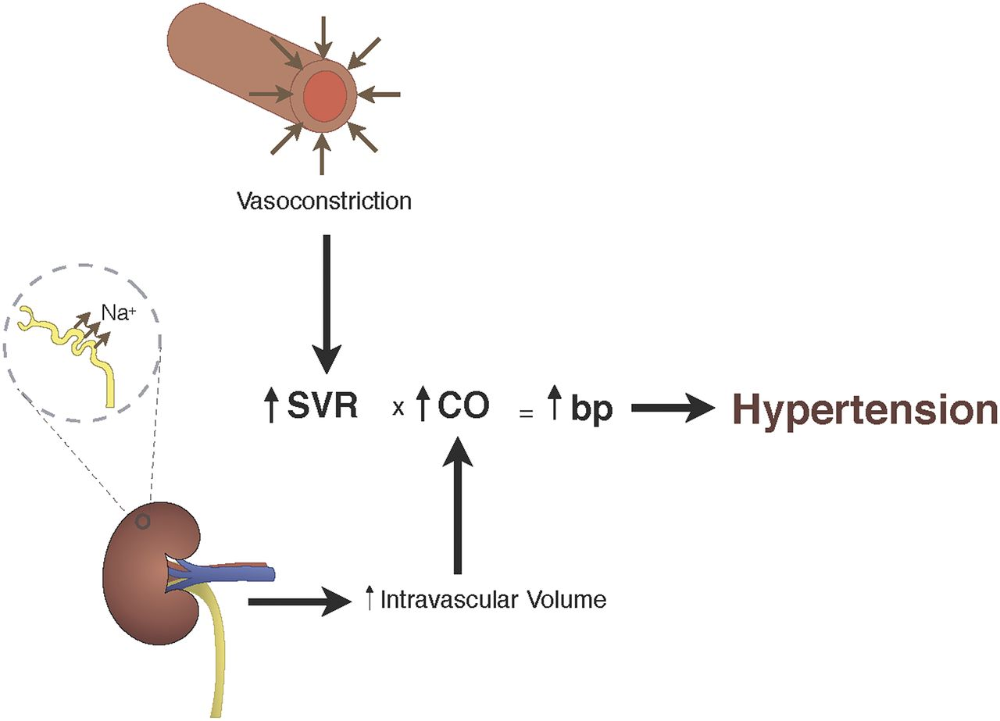 Vasoconstriction
Na⁺
↑ SVR x ↑ CO = ↑ bp → Hypertension
↑ Intravascular Volume